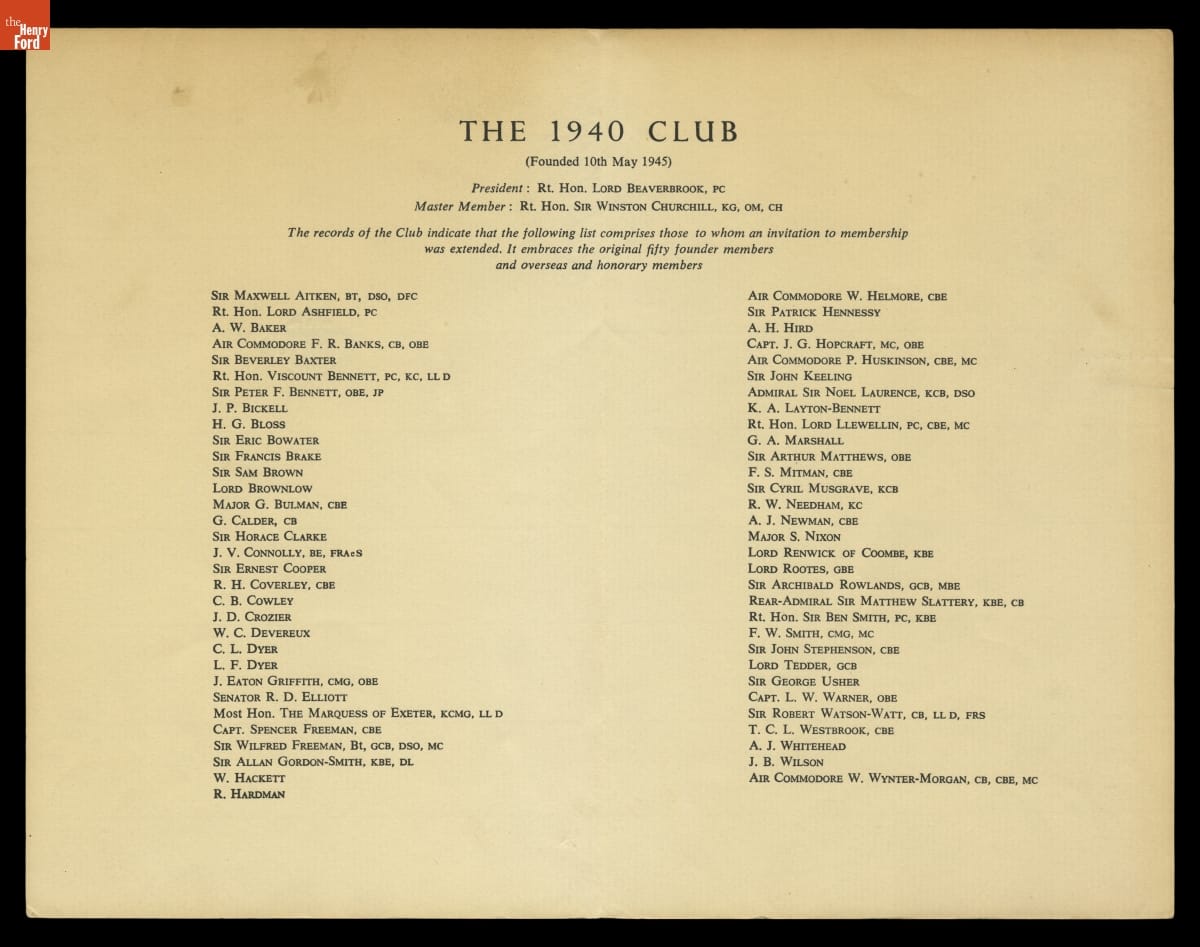 the
Henry
Ford
THE 1940 CLUB
(Founded 10th May 1945)
President : Rt. Hon. LORD BEAVERBROOK, PC
Master Member : Rt. Hon. SIR WINSTON CHURCHILL, KG, OM, CH
The records of the Club indicate that the following list comprises those to whom an invitation to membership
was extended. It embraces the original fifty founder members
and overseas and honorary members
SIR MAXWELL AITKEN, BT, DSO, DFC
Rt. Hon. LORD ASHFIELD, PC
A. W. BAKER
AIR COMMODORE F. R. BANKS, CB, OBE
SIR BEVERLEY BAXTER
Rt. Hon. VISCOUNT BENNETT, PC, KC, LL D
SIR PETER F. BENNETT, OBE, JP
J. P. BICKELL
H. G. BLOSS
SIR ERIC BOWATER
SIR FRANCIS BRAKE
SIR SAM BROWN
LORD BROWNLOW
MAJOR G. BULMAN, CBE
G. CALDER, CB
SIR HORACE CLARKE
J. V. CONNOLLY, BE, FRAeS
SIR ERNEST COOPER
R. H. COVERLEY, CBE
C. B. COWLEY
J. D. CROZIER
W. C. DEVEREUX
C. L. DYER
L. F. DYER
J. EATON GRIFFITH, CMG, OBE
SENATOR R. D. ELLIOTT
Most Hon. THE MARQUESS OF EXETER, KCMG, LL D
CAPT. SPENCER FREEMAN, CBE
SIR WILFRED FREEMAN, Bt, GCB, DSO, MC
SIR ALLAN GORDON-SMITH, KBE, DL
W. HACKETT
R. HARDMAN
AIR COMMODORE W. HELMORE, CBE
SIR PATRICK HENNESSY
A. H. HIRD
CAPT. J. G. HOPCRAFT, MC, OBE
AIR COMMODORE P. HUSKINSON, CBE, MC
SIR JOHN KEELING
ADMIRAL SIR NOEL LAURENCE, KCB, DSO
K. A. LAYTON-BENNETT
Rt. Hon. LORD LLEWELLIN, PC, CBE, MC
G. A. MARSHALL
SIR ARTHUR MATTHEWS, OBE
F. S. MITMAN, CBE
SIR CYRIL MUSGRAVE, KCB
R. W. NEEDHAM, KC
A. J. NEWMAN, CBE
MAJOR S. NIXON
LORD RENWICK OF COOMBE, KBE
LORD ROOTES, GBE
SIR ARCHIBALD ROWLANDS, GCB, MBE
REAR-ADMIRAL SIR MATTHEW SLATTERY, KBE, CB
Rt. Hon. SIR BEN SMITH, PC, KBE
F. W. SMITH, CMG, MC
SIR JOHN STEPHENSON, CBE
LORD TEDDER, GCB
SIR GEORGE USHER
CAPT. L. W. WARNER, OBE
SIR ROBERT WATSON-WATT, CB, LL D, FRS
T. C. L. WESTBROOK, CBE
A. J. WHITEHEAD
J. B. WILSON
AIR COMMODORE W. WYNTER-MORGAN, CB, CBE, MC